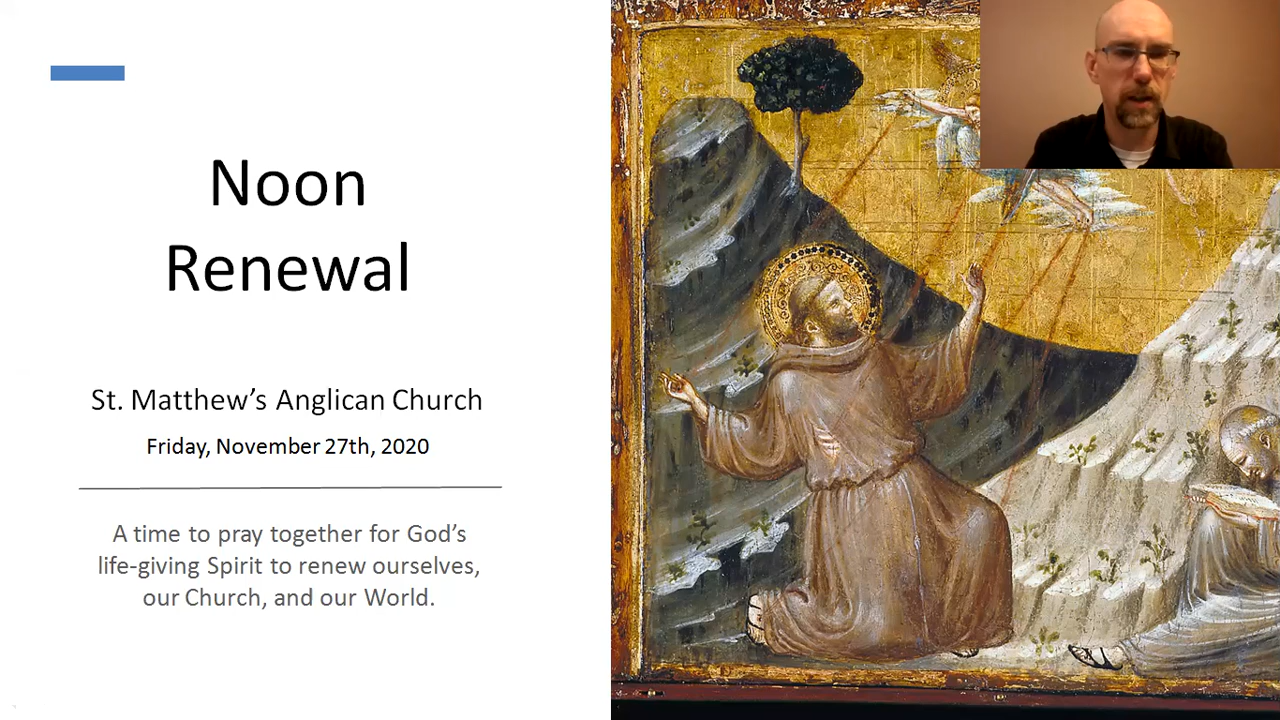 Noon
Renewal
St. Matthew’s Anglican Church
Friday, November 27th, 2020
A time to pray together for God’s
life-giving Spirit to renew ourselves,
our Church, and our World.